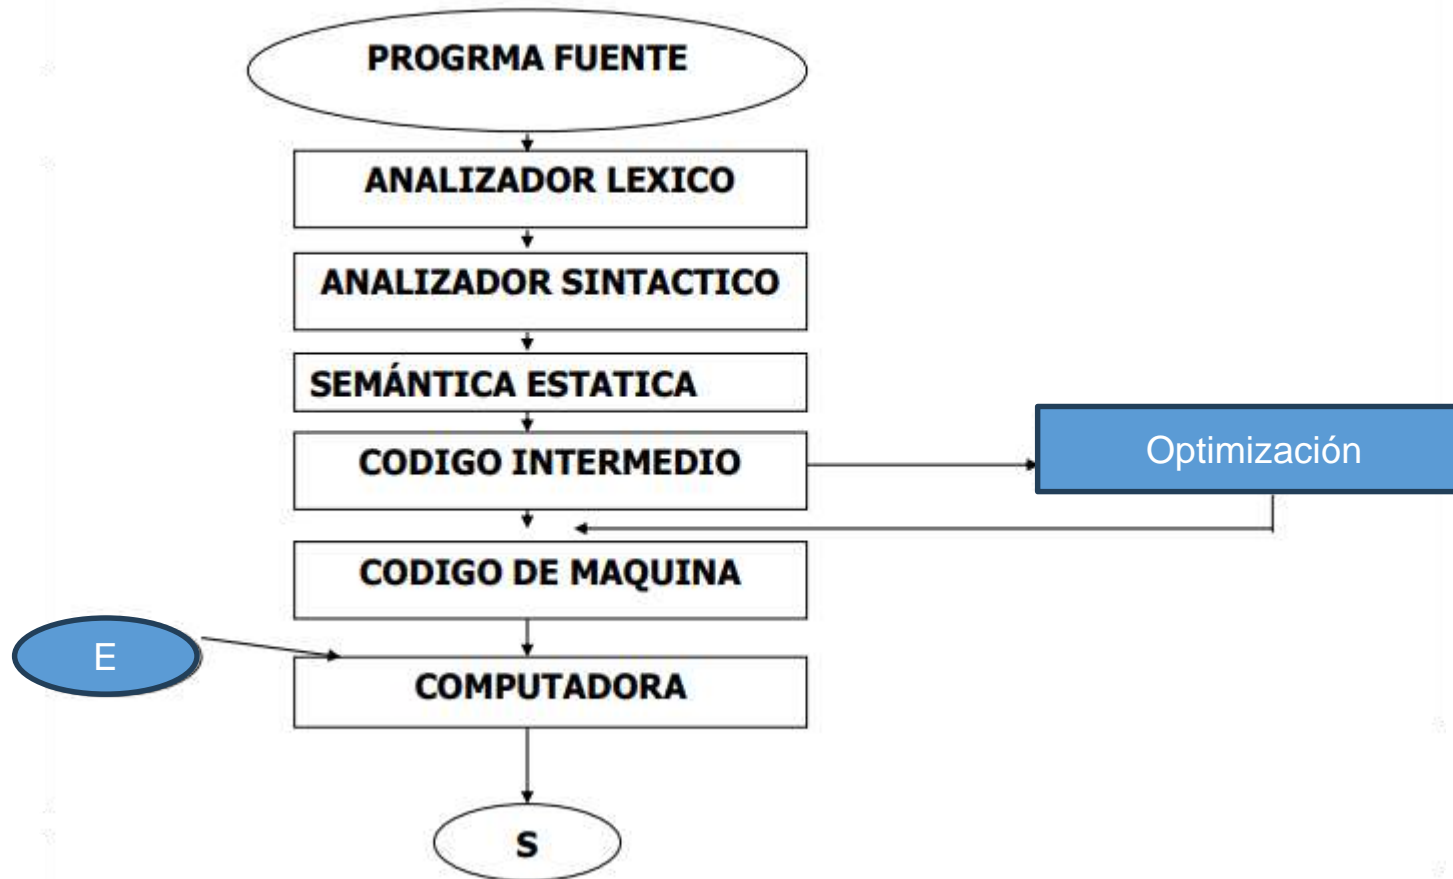 PROGRMA FUENTE
ANALIZADOR LEXICO
ANALIZADOR SINTACTICO
SEMÁNTICA ESTATICA
CODIGO INTERMEDIO
Optimización
CODIGO DE MAQUINA
E
COMPUTADORA
S